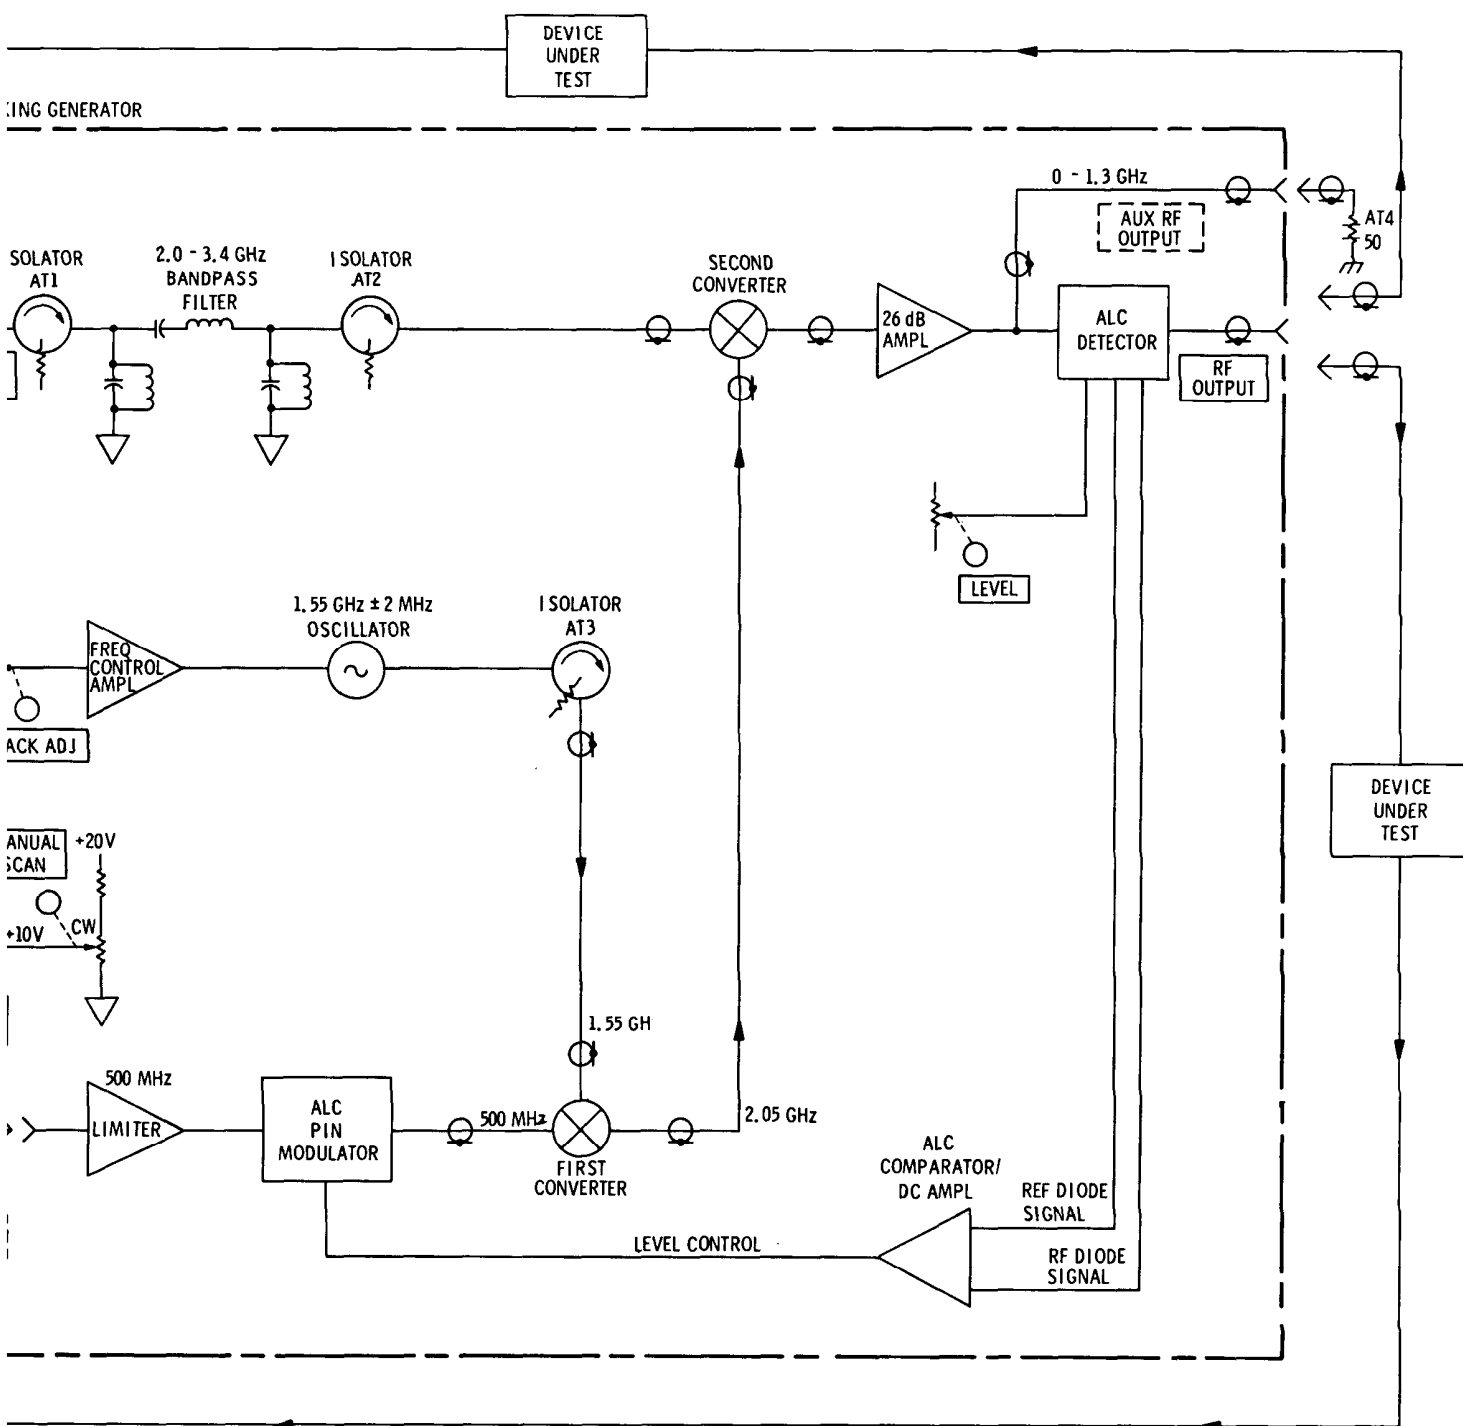 DEVICE
UNDER
TEST
KING GENERATOR
0 - 1.3 GHz
AUX RF
OUTPUT
AT4
50
SOLATOR
AT1
2.0 - 3.4 GHz
BANDPASS
FILTER
ISOLATOR
AT2
SECOND
CONVERTER
26 dB
AMPL
ALC
DETECTOR
RF
OUTPUT
LEVEL
1.55 GHz ± 2 MHz
OSCILLATOR
ISOLATOR
AT3
FREQ
CONTROL
AMPL
ACK ADJ
DEVICE
UNDER
TEST
ANUAL
SCAN
+20V
+10V
CW
1.55 GH
500 MHz
LIMITER
ALC
PIN
MODULATOR
500 MHz
FIRST
CONVERTER
2.05 GHz
ALC
COMPARATOR/
DC AMPL
REF DIODE
SIGNAL
LEVEL CONTROL
RF DIODE
SIGNAL